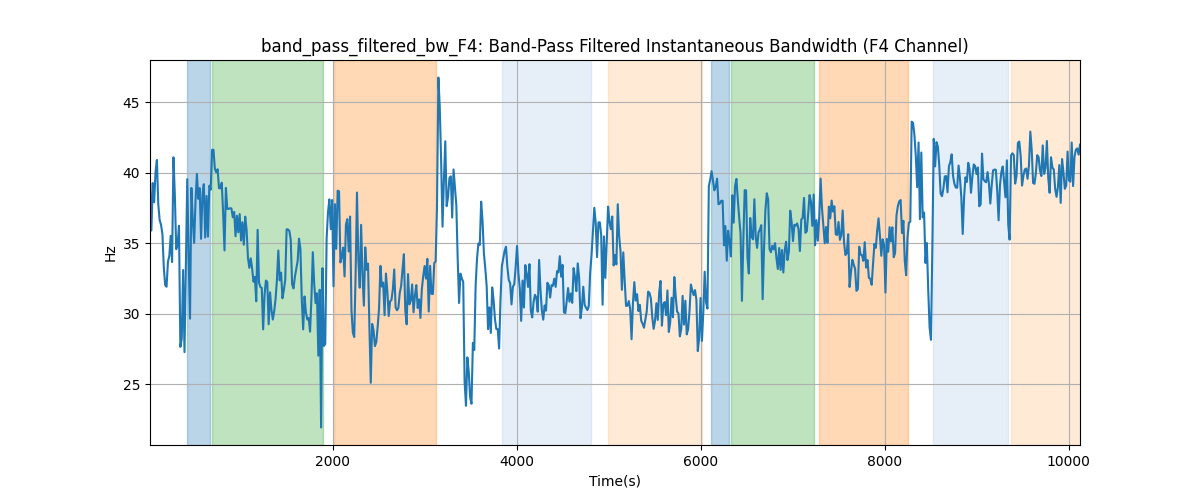 band_pass_filtered_bw_F4: Band-Pass Filtered Instantaneous Bandwidth (F4 Channel)
45
40
35
30
25
Hz
2000 4000 6000 8000 10000
Time(s)